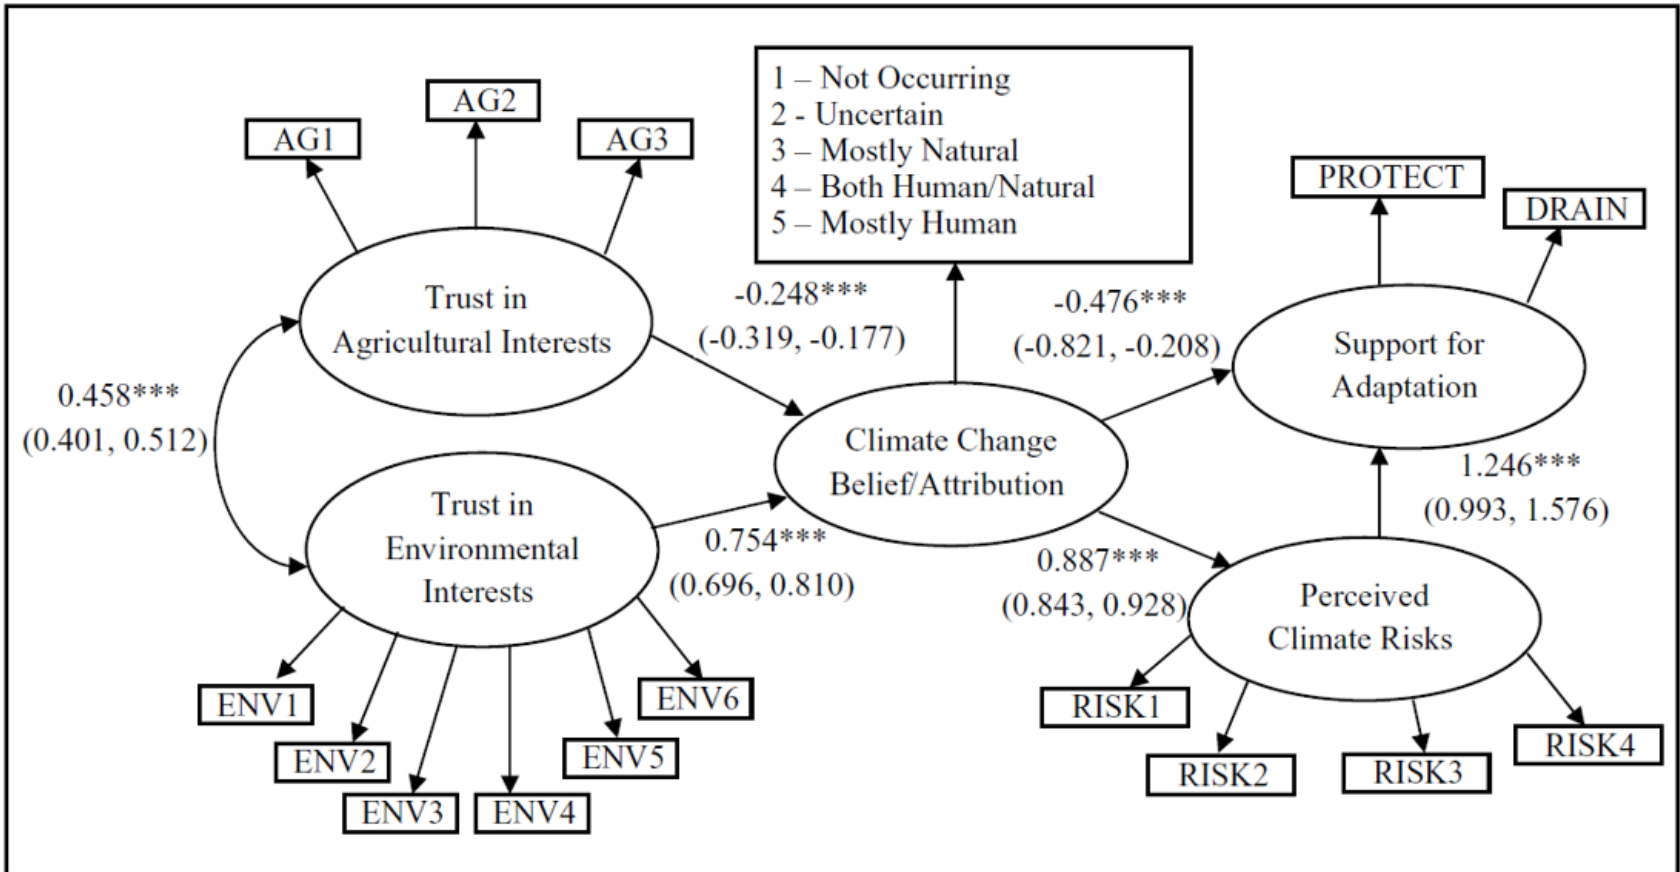 AG1
AG2
AG3
1 – Not Occurring
2 - Uncertain
3 – Mostly Natural
4 – Both Human/Natural
5 – Mostly Human
PROTECT
DRAIN
Trust in
Agricultural Interests
-0.248***
(-0.319, -0.177)
-0.476***
(-0.821, -0.208)
Support for
Adaptation
0.458***
(0.401, 0.512)
Climate Change
Belief/Attribution
Trust in
Environmental
Interests
0.754***
(0.696, 0.810)
0.887***
(0.843, 0.928)
1.246***
(0.993, 1.576)
Perceived
Climate Risks
ENV1
ENV2
ENV3
ENV4
ENV5
ENV6
RISK1
RISK2
RISK3
RISK4